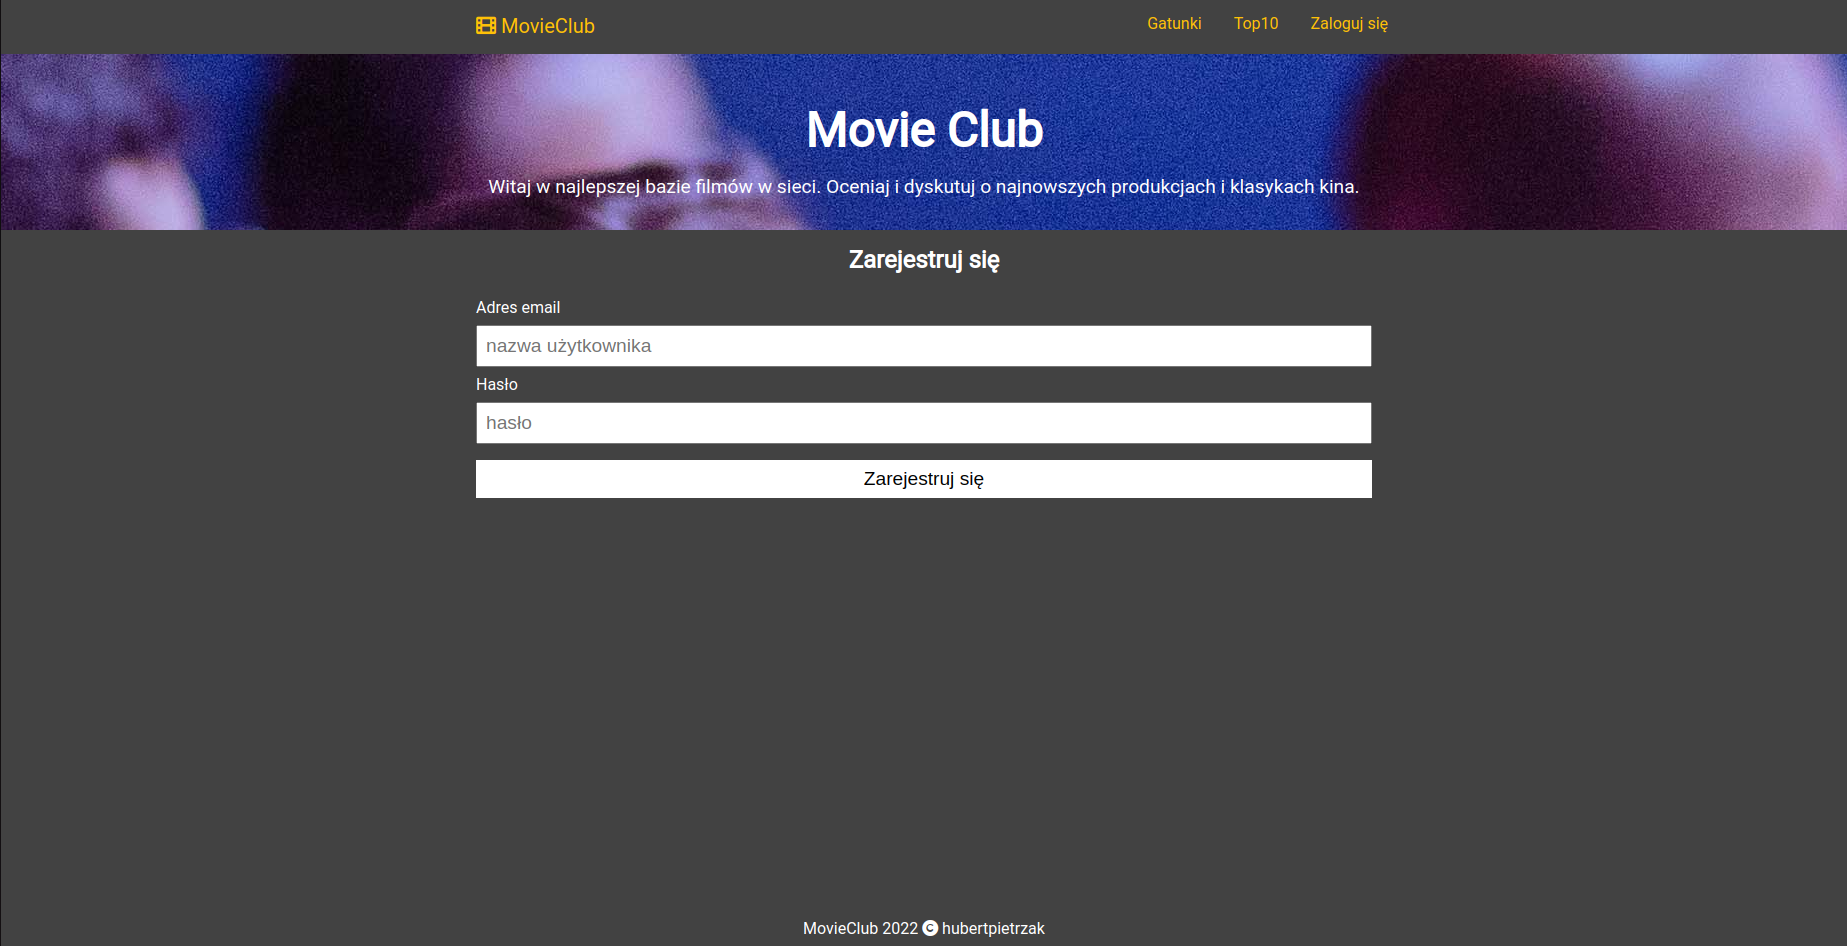 MovieClub
Gatunki Top10 Zaloguj się
Movie Club
Witaj w najlepszej bazie filmów w sieci. Oceniaj i dyskutuj o najnowszych produkcjach i klasykach kina.
Zarejestruj się
Adres email
nazwa użytkownika
Hasło
hasło
Zarejestruj się
MovieClub 2022 © hubertpietrzak